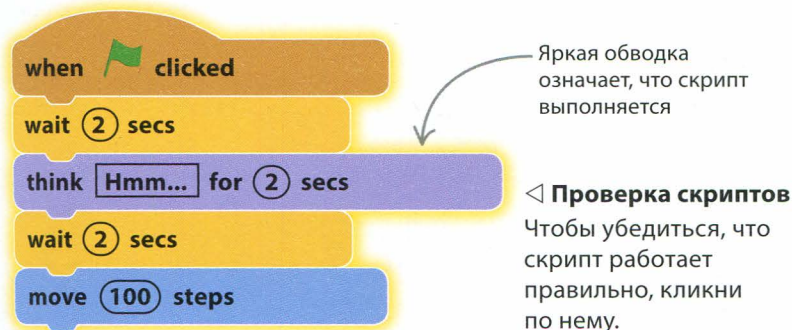 when clicked
wait 2 secs
think Hmm... for 2 secs
wait 2 secs
move 100 steps
Яркая обводка
означает, что скрипт
выполняется
◁ Проверка скриптов
Чтобы убедиться, что
скрипт работает
правильно, кликни
по нему.